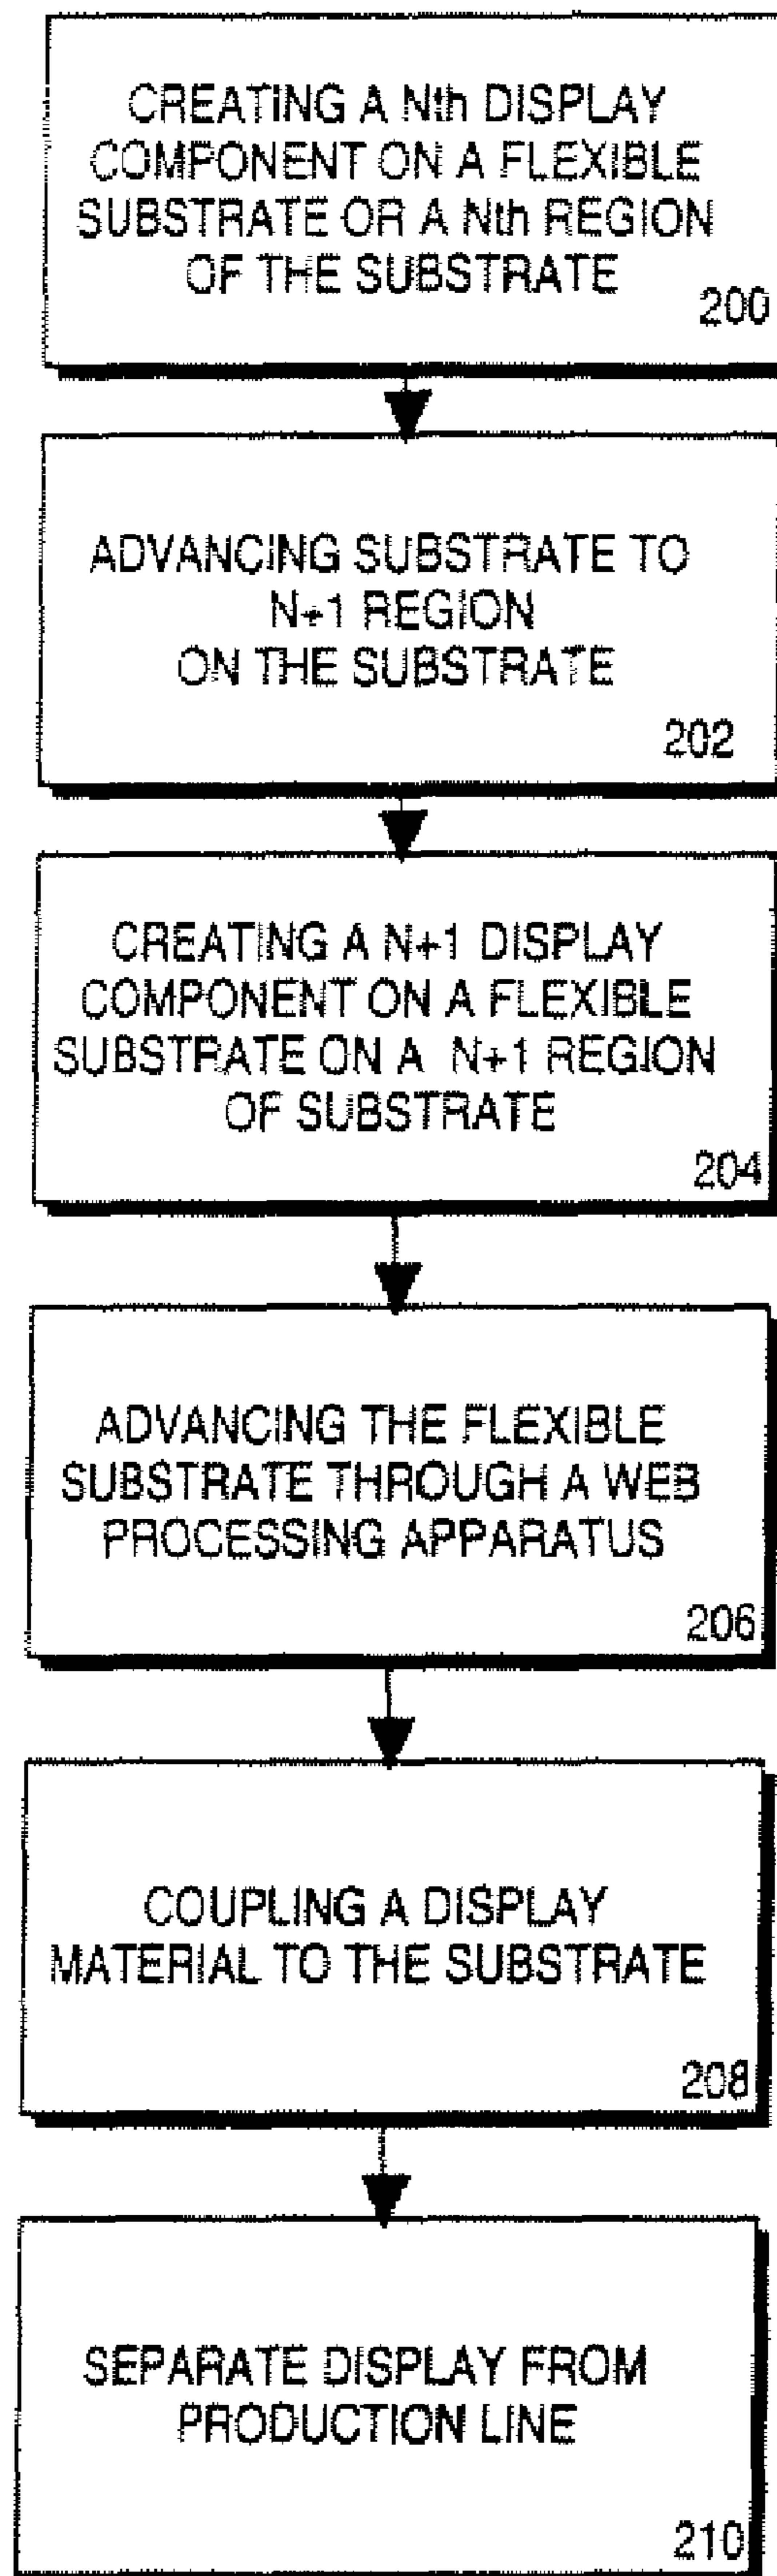 CREATING A Nth DISPLAY
COMPONENT ON A FLEXIBLE
SUBSTRATE OR A Nth REGION
OF THE SUBSTRATE
200
ADVANCING SUBSTRATE TO
N+1 REGION
ON THE SUBSTRATE
202
CREATING A N+1 DISPLAY
COMPONENT ON A FLEXIBLE
SUBSTRATE ON A N+1 REGION
OF SUBSTRATE
204
ADVANCING THE FLEXIBLE
SUBSTRATE THROUGH A WEB
PROCESSING APPARATUS
206
COUPLING A DISPLAY
MATERIAL TO THE SUBSTRATE
208
SEPARATE DISPLAY FROM
PRODUCTION LINE
210